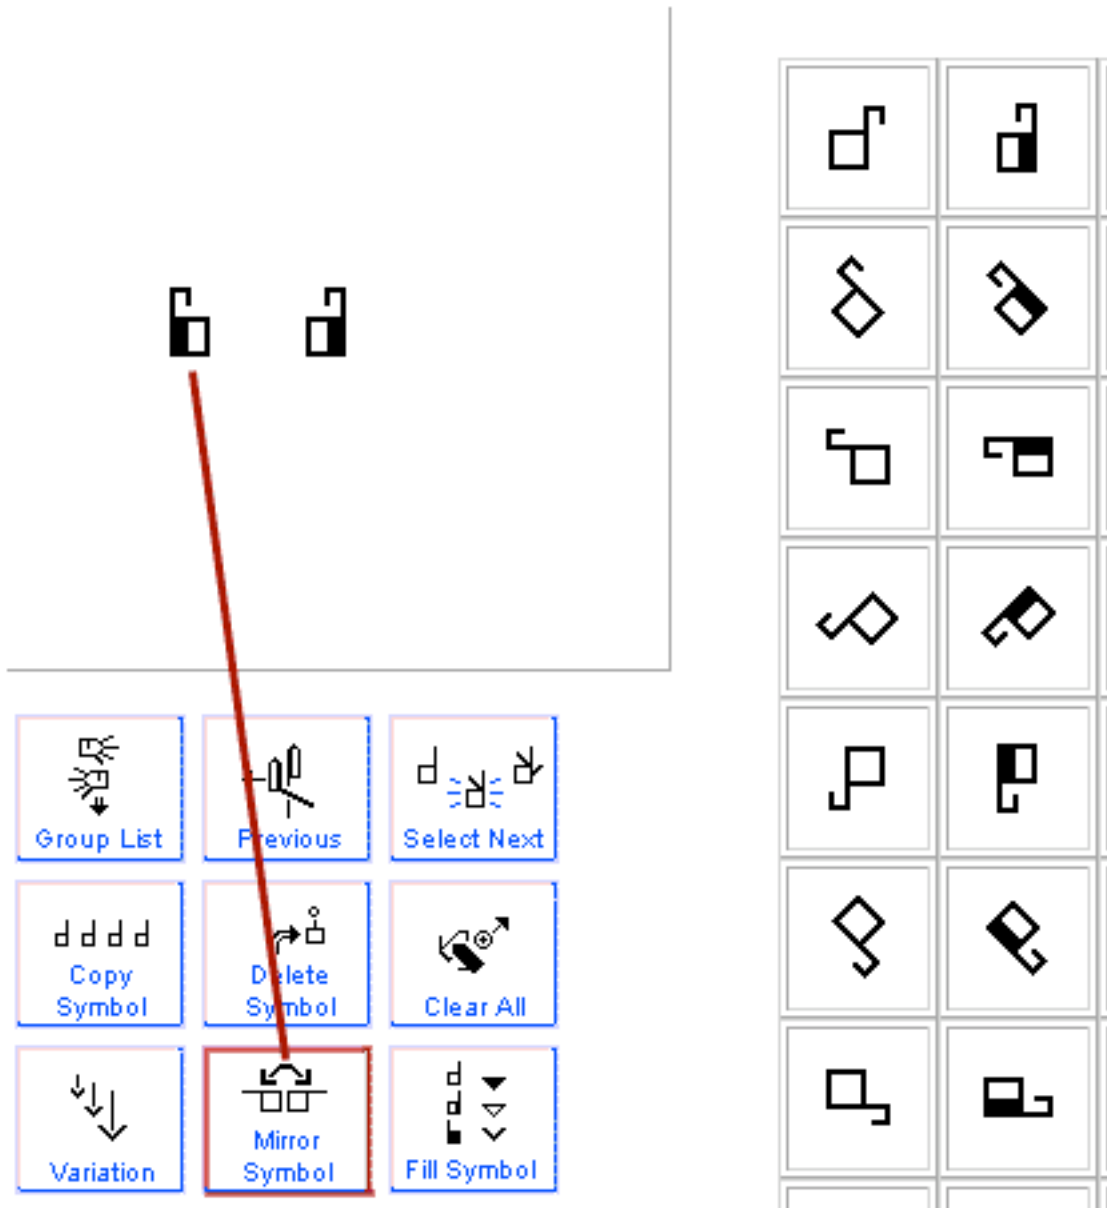 Group List
Previous
Select Next
Copy
Symbol
Delete
Symbol
Clear All
Variation
Mirror
Symbol
Fill Symbol